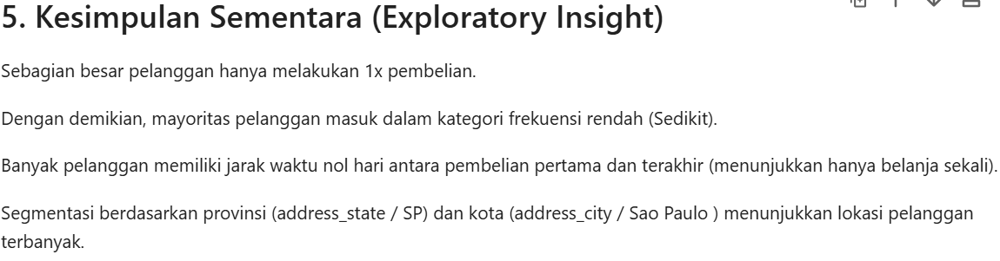 5. Kesimpulan Sementara (Exploratory Insight)
Sebagian besar pelanggan hanya melakukan 1x pembelian.
Dengan demikian, mayoritas pelanggan masuk dalam kategori frekuensi rendah (Sedikit).
Banyak pelanggan memiliki jarak waktu nol hari antara pembelian pertama dan terakhir (menunjukkan hanya belanja sekali).
Segmentasi berdasarkan provinsi (address_state / SP) dan kota (address_city / Sao Paulo ) menunjukkan lokasi pelanggan
terbanyak.